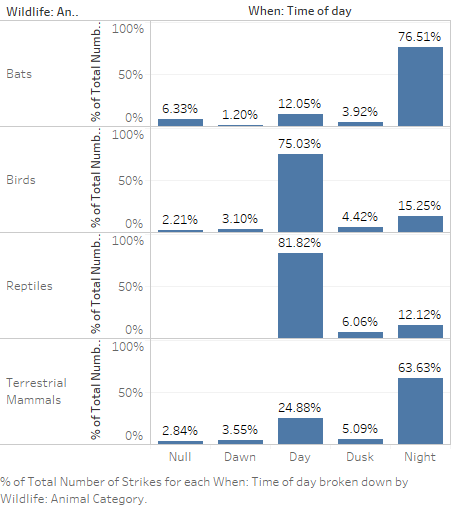 Wildlife: An.. When: Time of day
Bats
% of Total Numb..
100%
50%
0%
6.33% 1.20% 12.05% 3.92% 76.51%
Birds
% of Total Numb..
100%
50%
0%
2.21% 3.10% 75.03% 4.42% 15.25%
Reptiles
% of Total Numb..
100%
50%
0%
81.82% 6.06% 12.12%
Terrestrial
Mammals
% of Total Numb..
100%
50%
0%
2.84% 3.55% 24.88% 5.09% 63.63%
Null Dawn Day Dusk Night
% of Total Number of Strikes for each When: Time of day broken down by
Wildlife: Animal Category.